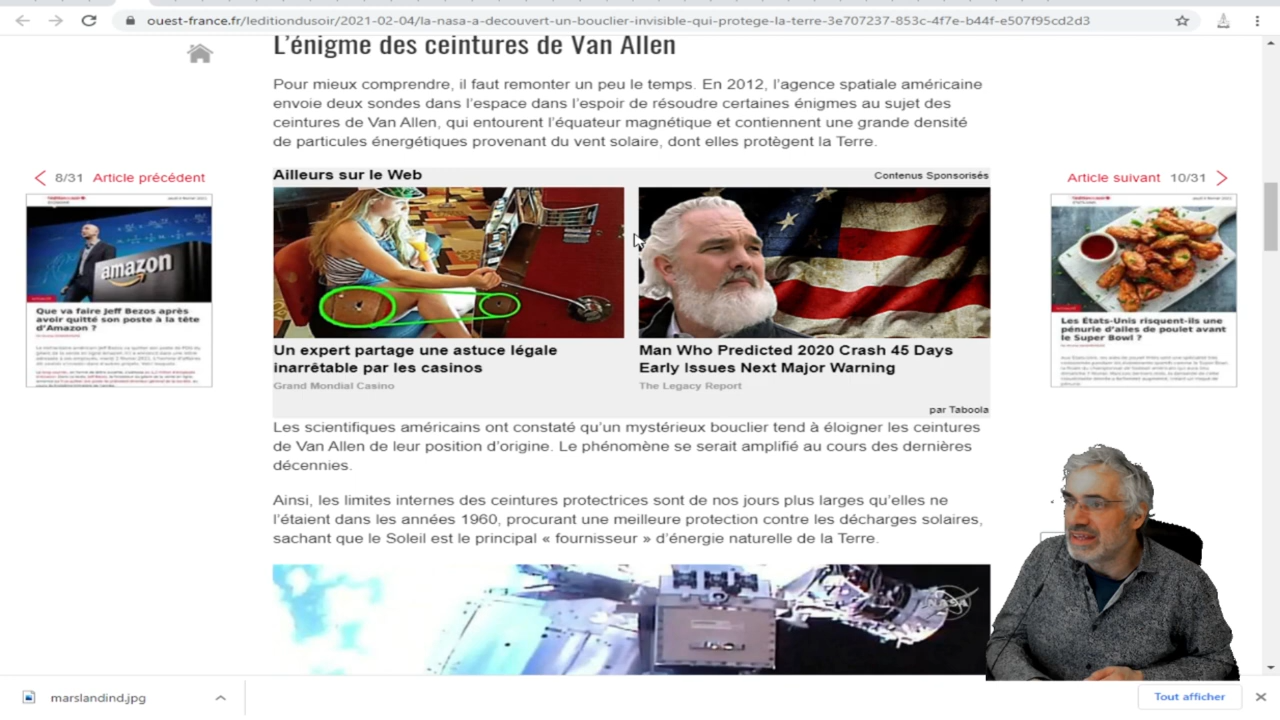 ouest-france.fr/leditiondusoir/2021-02-04/la-nasa-a-decouvert-un-bouclier-invisible-qui-protege-la-terre-3e707237-853c-4f7e-b44f-e507f95cd2d3
L'énigme des ceintures de Van Allen
Pour mieux comprendre, il faut remonter un peu le temps. En 2012, l'agence spatiale américaine
envoie deux sondes dans l'espace dans l'espoir de résoudre certaines énigmes au sujet des
ceintures de Van Allen, qui entourent l'équateur magnétique et contiennent une grande densité
de particules énergétiques provenant du vent solaire, dont elles protègent la Terre.
8/31 Article précédent
amazon
Que va faire Jeff Bezos après
avoir quitté son poste à la tête
d'Amazon ?
Ailleurs sur le Web
Contenus Sponsorisés
Un expert partage une astuce légale
inarrêtable par les casinos
Grand Mondial Casino
Man Who Predicted 2020 Crash 45 Days
Early Issues Next Major Warning
The Legacy Report
par Taboola
Article suivant 10/31
Les États-Unis risquent-ils une
pénurie d'ailes de poulet avant
le Super Bowl ?
Les scientifiques américains ont constaté qu'un mystérieux bouclier tend à éloigner les ceintures
de Van Allen de leur position d'origine. Le phénomène se serait amplifié au cours des dernières
décennies.
Ainsi, les limites internes des ceintures protectrices sont de nos jours plus larges qu'elles ne
l'étaient dans les années 1960, procurant une meilleure protection contre les décharges solaires,
sachant que le Soleil est le principal « fournisseur » d'énergie naturelle de la Terre.
NASA
marslandind.jpg
Tout afficher